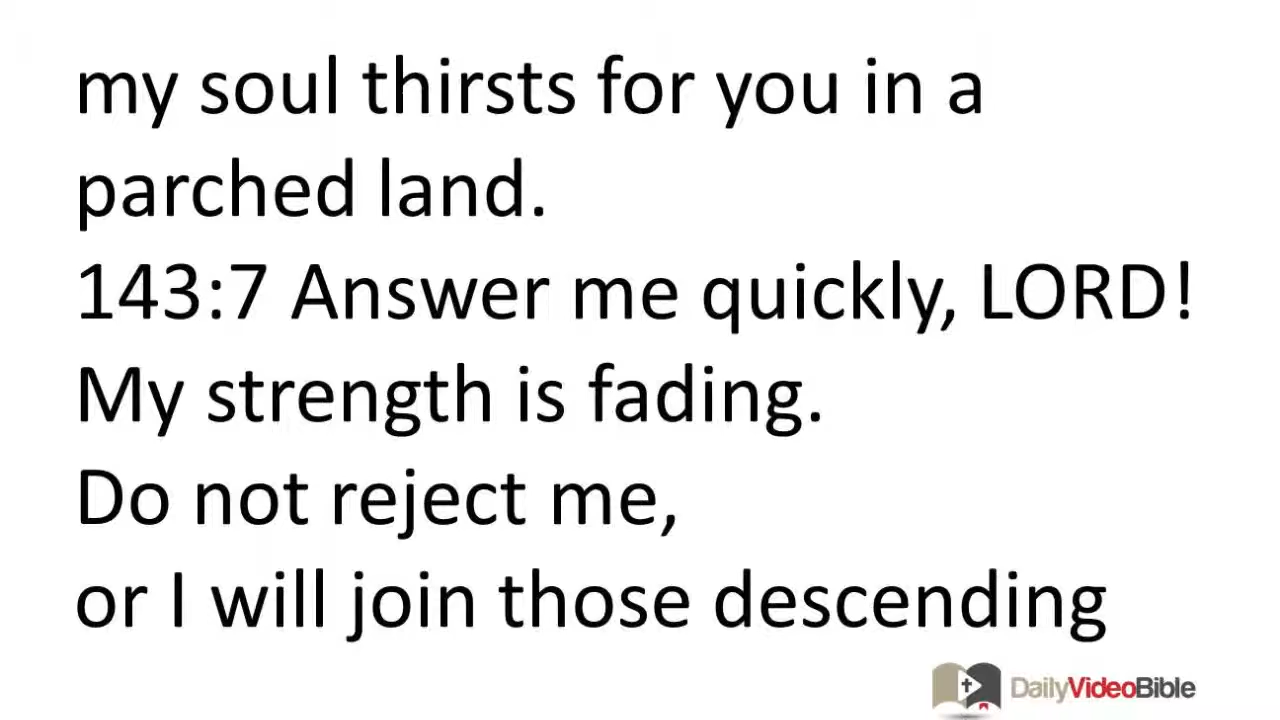 my soul thirsts for you in a
parched land.
143:7 Answer me quickly, LORD!
My strength is fading.
Do not reject me,
or I will join those descending
DailyVideoBible